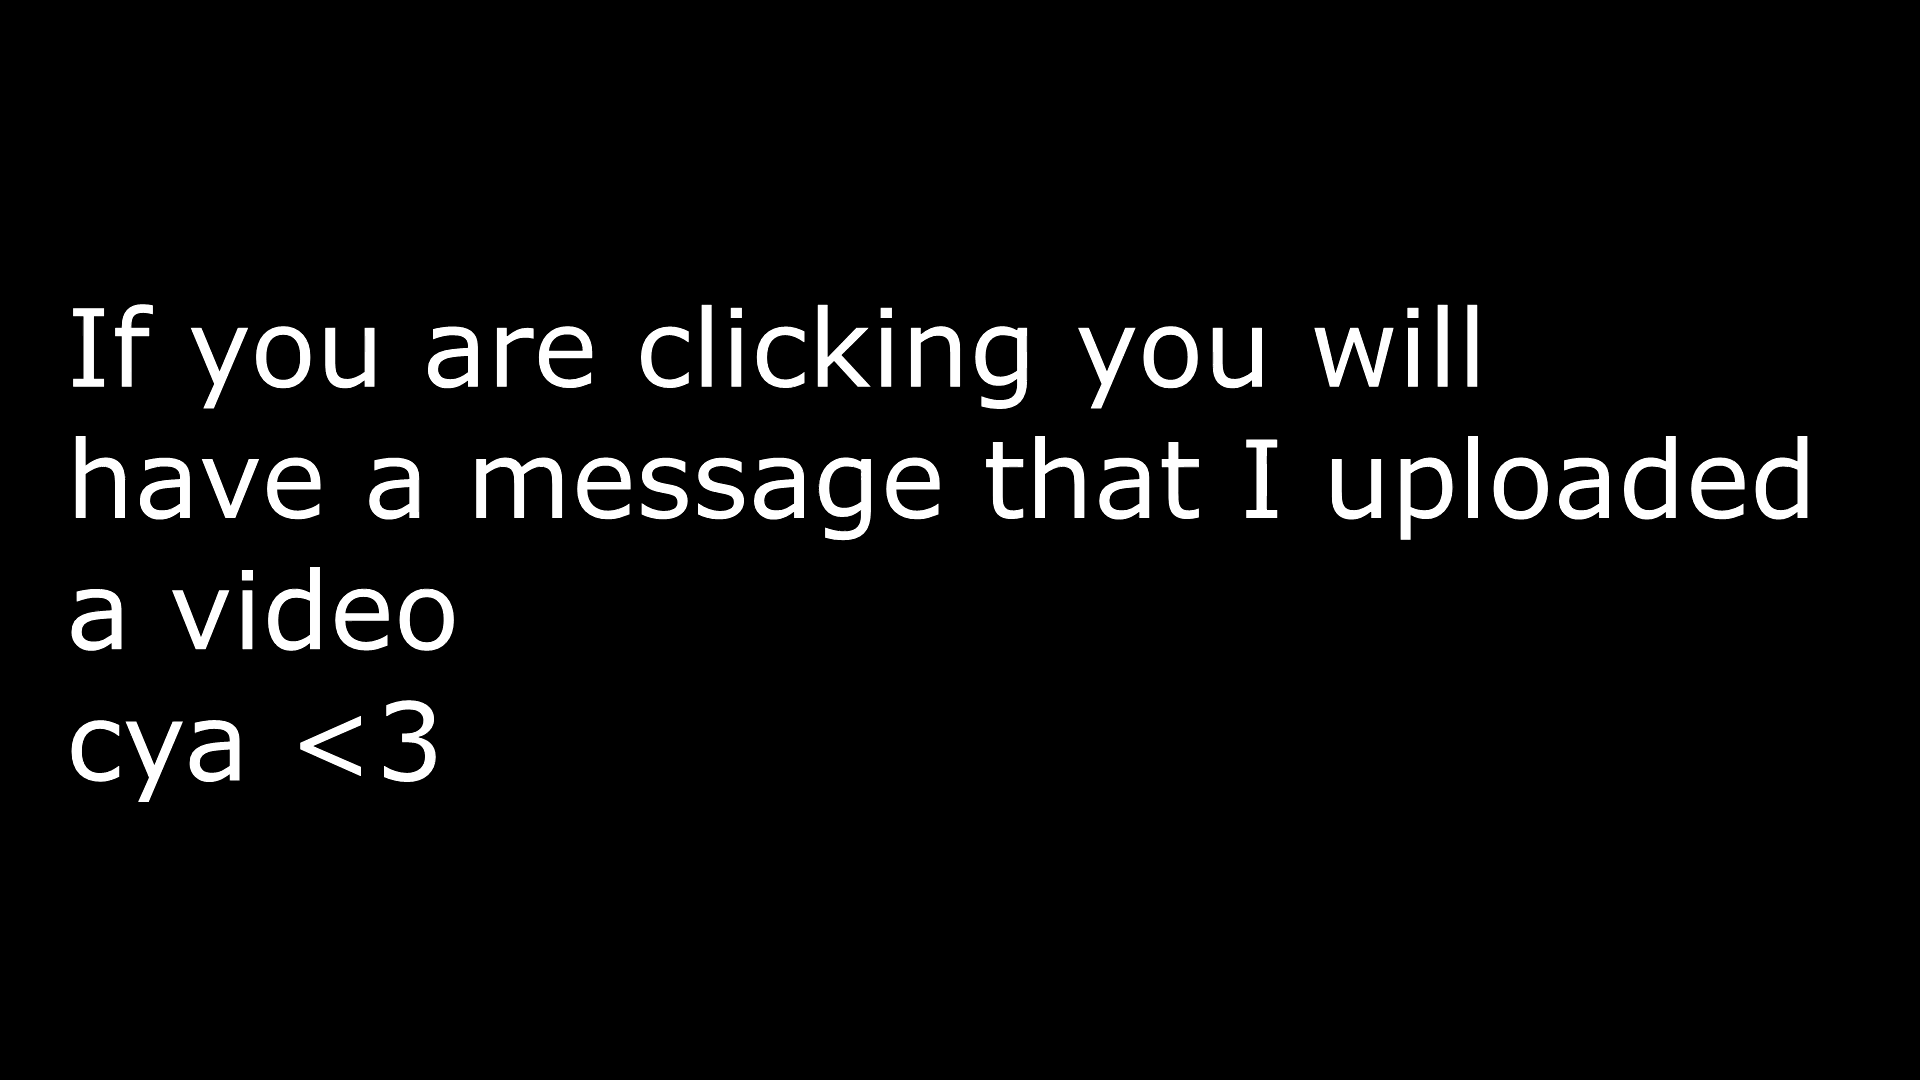 If you are clicking you will
have a message that I uploaded
a video
cya <3